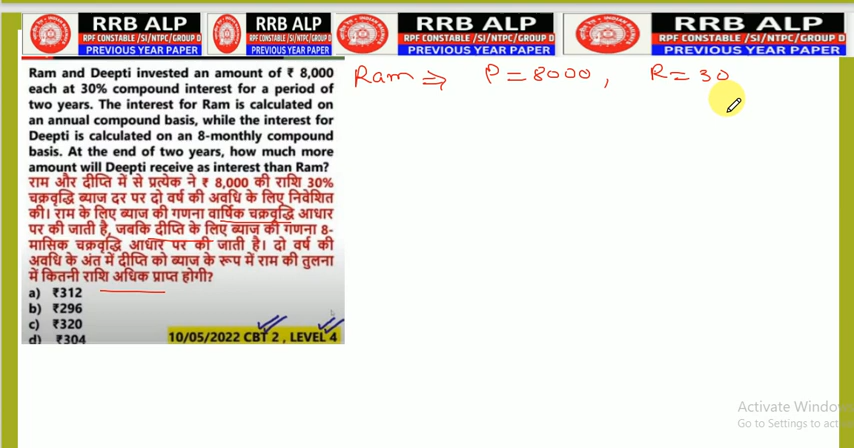 RRB ALP
RPF CONSTABLE /SI/NTPC/GROUP D
PREVIOUS YEAR PAPER
RRB ALP
RPF CONSTABLE /SI/NTPC/GROUP D
PREVIOUS YEAR PAPER
RRB ALP
RPF CONSTABLE /SI/NTPC/GROUP D
PREVIOUS YEAR PAPER
RRB ALP
RPF CONSTABLE /SI/NTPC/GROUP D
PREVIOUS YEAR PAPER
Ram and Deepti invested an amount of ₹ 8,000
each at 30% compound interest for a period of
two years. The interest for Ram is calculated on
an annual compound basis, while the interest for
Deepti is calculated on an 8-monthly compound
basis. At the end of two years, how much more
amount will Deepti receive as interest than Ram?
राम और दीप्ति में से प्रत्येक ने ₹ 8,000 की राशि 30%
चक्रवृद्धि ब्याज दर पर दो वर्ष की अवधि के लिए निवेशित
की। राम के लिए ब्याज की गणना वार्षिक चक्रवृद्धि आधार
पर की जाती है, जबकि दीप्ति के लिए ब्याज की गणना 8-
मासिक चक्रवृद्धि आधार पर की जाती है। दो वर्ष की
अवधि के अंत में दीप्ति को ब्याज के रूप में राम की तुलना
में कितनी राशि अधिक प्राप्त होगी?
a) ₹312
b) ₹296
c) ₹320
d) ₹304
10/05/2022 CBT 2 , LEVEL 4
Ram ⇒ P = 8000 , R = 30
Activate Windows
Go to Settings to act